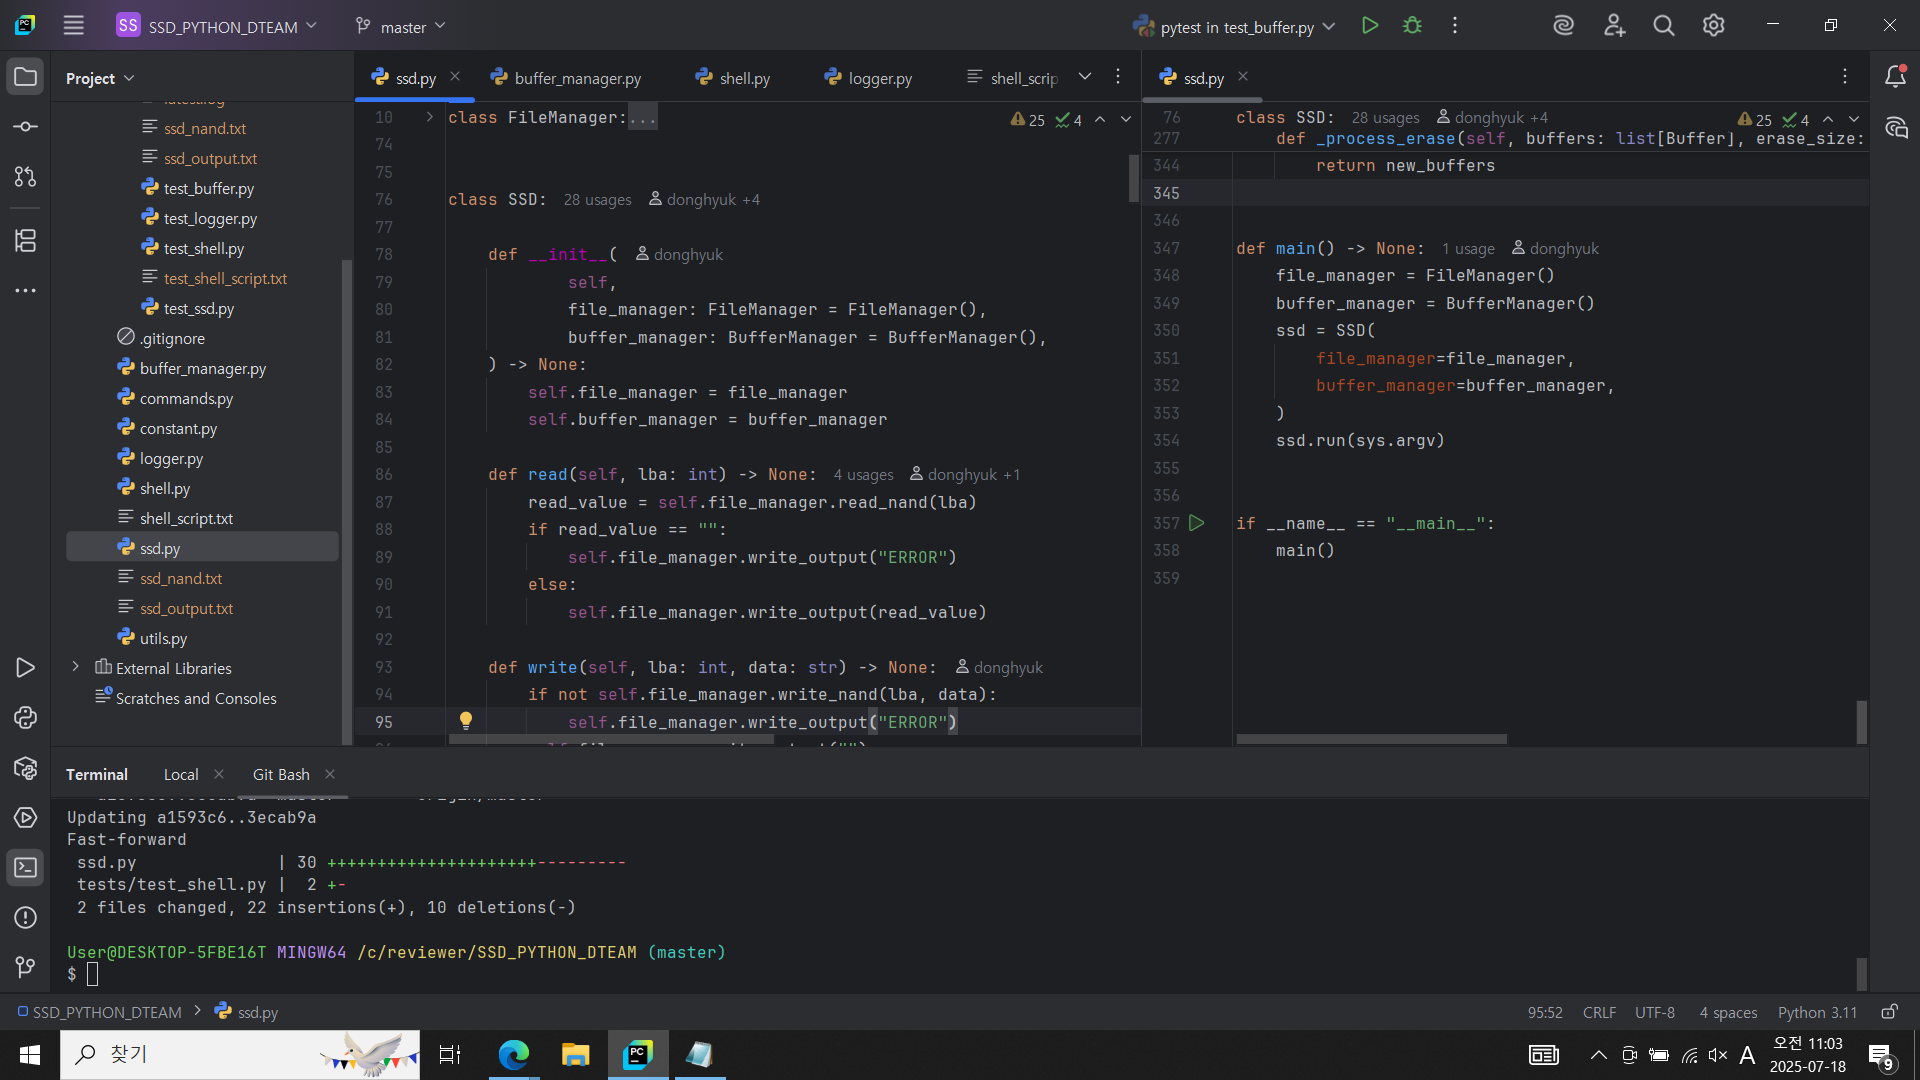 PC
SS SSD_PYTHON_DTEAM
master
pytest in test_buffer.py
Project
ssd_nand.txt
ssd_output.txt
test_buffer.py
test_logger.py
test_shell.py
test_shell_script.txt
test_ssd.py
.gitignore
buffer_manager.py
commands.py
constant.py
logger.py
shell.py
shell_script.txt
ssd.py
ssd_nand.txt
ssd_output.txt
utils.py
External Libraries
Scratches and Consoles
ssd.py
buffer_manager.py
shell.py
logger.py
shell_scrip
25 4
10 class FileManager:...
74
75
76 class SSD: 28 usages donghyuk +4
77
78 def __init__( donghyuk
79 self,
80 file_manager: FileManager = FileManager(),
81 buffer_manager: BufferManager = BufferManager(),
82 ) -> None:
83 self.file_manager = file_manager
84 self.buffer_manager = buffer_manager
85
86 def read(self, lba: int) -> None: 4 usages donghyuk +1
87 read_value = self.file_manager.read_nand(lba)
88 if read_value == "":
89 self.file_manager.write_output("ERROR")
90 else:
91 self.file_manager.write_output(read_value)
92
93 def write(self, lba: int, data: str) -> None: donghyuk
94 if not self.file_manager.write_nand(lba, data):
95 self.file_manager.write_output("ERROR")
ssd.py
25 4
76 class SSD: 28 usages donghyuk +4
277 def _process_erase(self, buffers: list[Buffer], erase_size:
344 return new_buffers
345
346
347 def main() -> None: 1 usage donghyuk
348 file_manager = FileManager()
349 buffer_manager = BufferManager()
350 ssd = SSD(
351 file_manager=file_manager,
352 buffer_manager=buffer_manager,
353 )
354 ssd.run(sys.argv)
355
356
357 if __name__ == "__main__":
358 main()
359
Terminal Local Git Bash
Updating a1593c6..3ecab9a
Fast-forward
ssd.py | 30 +++++++++++++++++++++---------
tests/test_shell.py | 2 +-
2 files changed, 22 insertions(+), 10 deletions(-)
User@DESKTOP-5FBE16T MINGW64 /c/reviewer/SSD_PYTHON_DTEAM (master)
$
SSD_PYTHON_DTEAM > ssd.py
95:52 CRLF UTF-8 4 spaces Python 3.11
찾기
PC
A
오전 11:03
2025-07-18
9